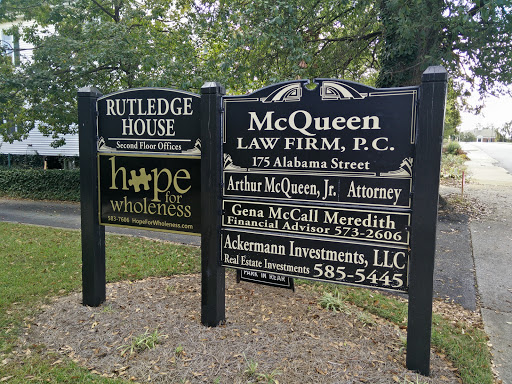 RUTLEDGE
HOUSE
SECOND FLOOR OFFICES
hope
for
wholeness
583-7606 HopeForWholeness.com
MCQUEEN
LAW FIRM, P.C.
175 Alabama Street
Arthur McQueen, Jr. Attorney
Gena McCall Meredith
Financial Advisor 573-2606
Ackermann Investments, LLC
Real Estate Investments 585-5445
PARK IN REAR